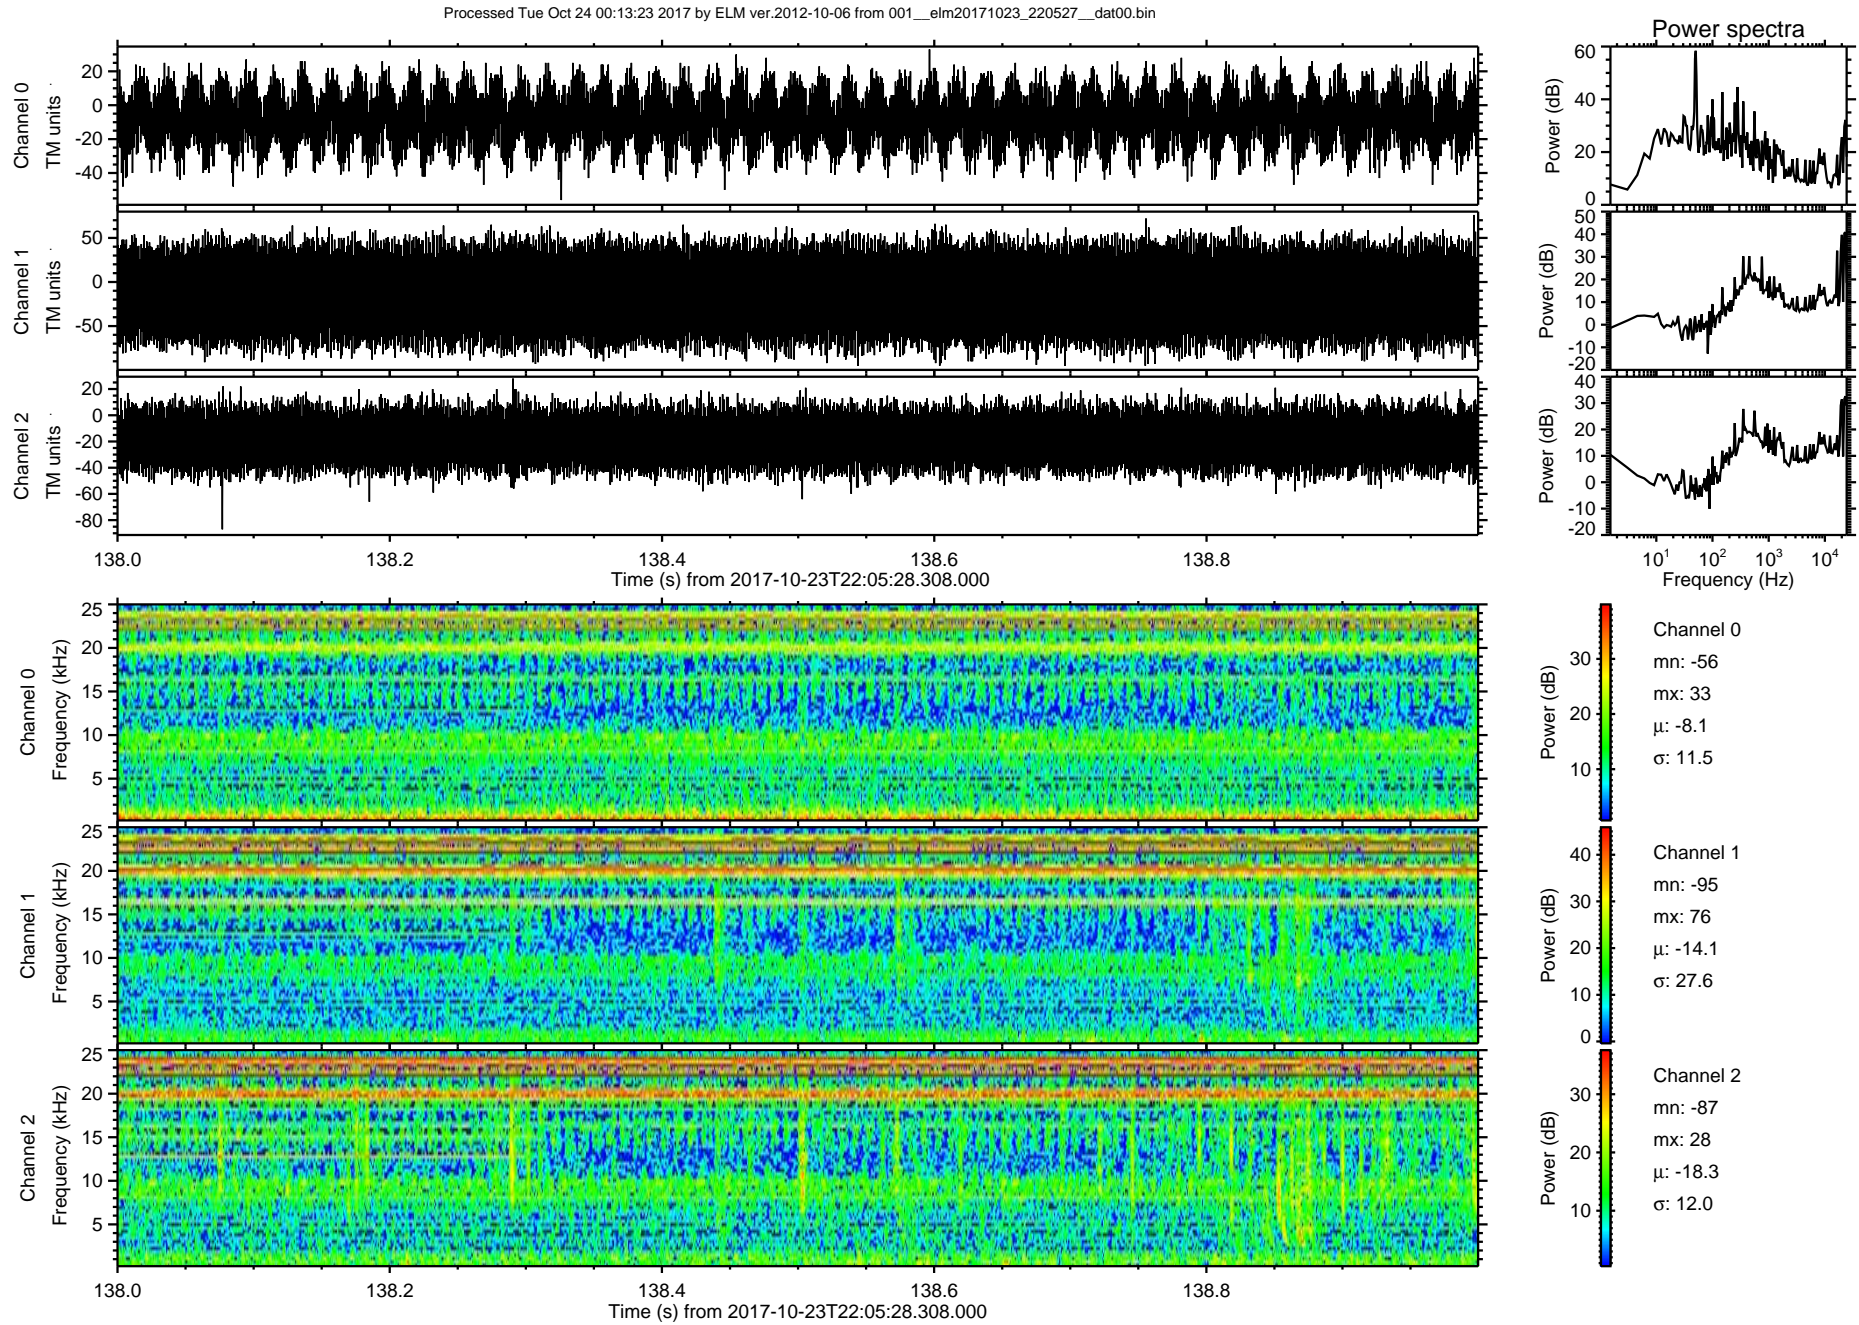 Processed Tue Oct 24 00:13:23 2017 by ELM ver.2012-10-06 from 001__elm20171023_220527__dat00.bin
Power spectra
Channel 0
TM units
20
0
-20
-40
Power (dB)
60
40
20
0
Channel 1
TM units
50
0
-50
Power (dB)
50
40
30
20
10
0
-10
-20
Channel 2
TM units
20
0
-20
-40
-60
-80
Power (dB)
40
30
20
10
0
-10
-20
138.0 138.2 138.4 138.6 138.8
Time (s) from 2017-10-23T22:05:28.308.000
10¹ 10² 10³ 10⁴
Frequency (Hz)
Channel 0
Frequency (kHz)
25
20
15
10
5
Power (dB)
30
20
10
Channel 0
mn: -56
mx: 33
µ: -8.1
σ: 11.5
Channel 1
Frequency (kHz)
25
20
15
10
5
Power (dB)
40
30
20
10
0
Channel 1
mn: -95
mx: 76
µ: -14.1
σ: 27.6
Channel 2
Frequency (kHz)
25
20
15
10
5
Power (dB)
30
20
10
Channel 2
mn: -87
mx: 28
µ: -18.3
σ: 12.0
138.0 138.2 138.4 138.6 138.8
Time (s) from 2017-10-23T22:05:28.308.000